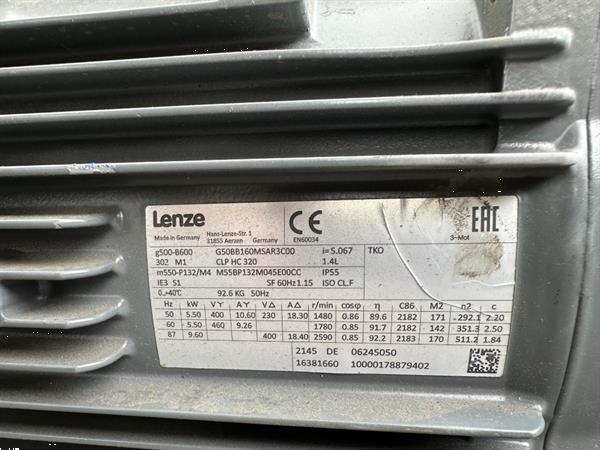 Lenze
Made in Germany
Hans-Lenze-Str. 1
31855 Aerzen Germany
CE
EN60034
EAC
3-Mot
g500-B600 G50BB160MSAR3C00 i=5.067 TKO
302 M1 CLP HC 320 1.4L
m550-P132/M4 M55BP132M045E00CC IP55
IE3 S1 SF 60Hz1.15 ISO CL.F
0..+40°C 92.6 KG 50Hz
Hz kW V Y A Y V Δ A Δ r/min cosφ η C86 M2 n2 c
50 5.50 400 10.60 230 18.30 1480 0.86 89.6 2182 171 292.1 2.20
60 5.50 460 9.26 1780 0.85 91.7 2182 142 351.3 2.50
87 9.60 400 18.40 2590 0.85 92.2 2183 170 511.2 1.84
2145 DE 06245050
16381660 10000178879402